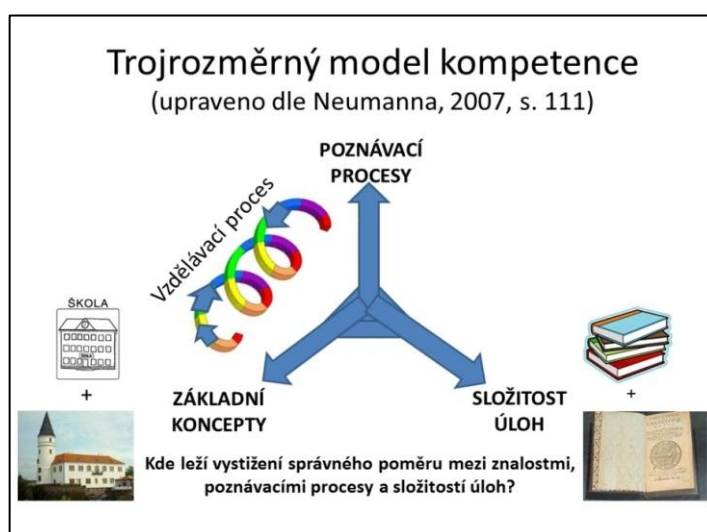 Trojrozměrný model kompetence
(upraveno dle Neumanna, 2007, s. 111)
POZNÁVACÍ
PROCESY
Vzdělávací proces
ŠKOLA
+
ZÁKLADNÍ
KONCEPTY
SLOŽITOST
ÚLOH
+
Kde leží vystižení správného poměru mezi znalostmi,
poznávacími procesy a složitostí úloh?